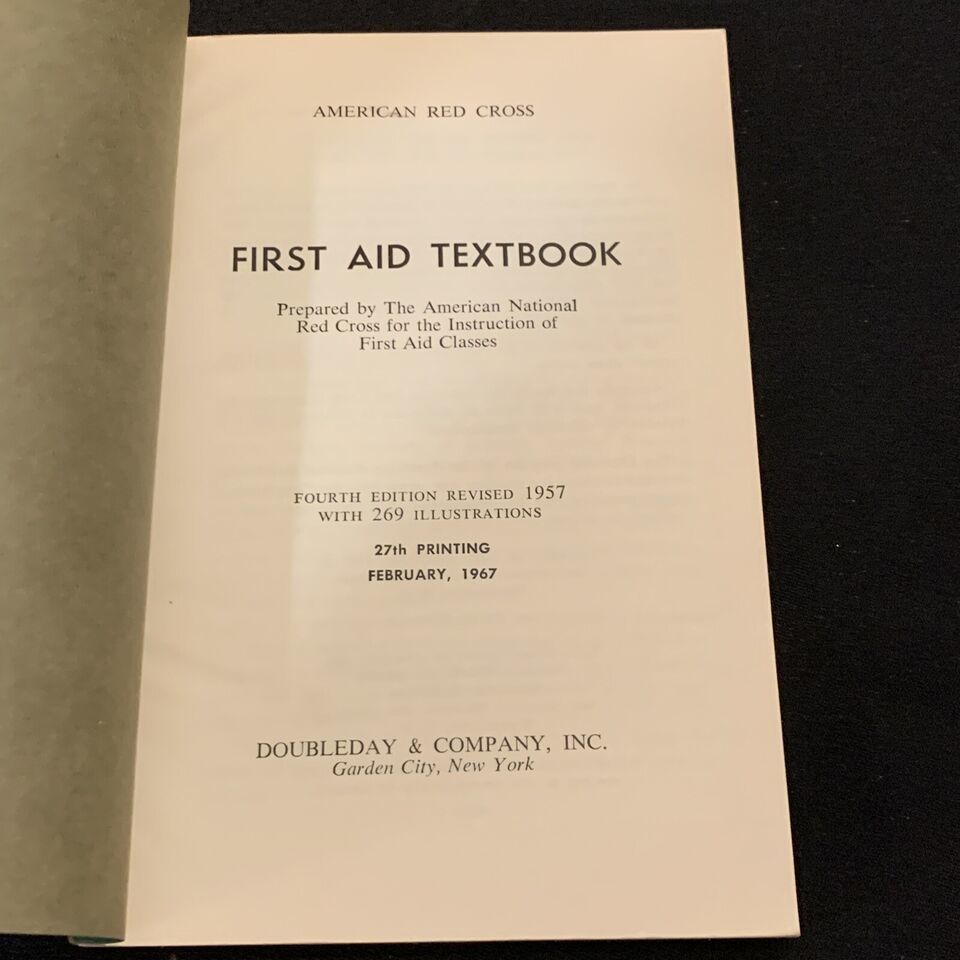 AMERICAN RED CROSS
FIRST AID TEXTBOOK
Prepared by The American National
Red Cross for the Instruction of
First Aid Classes
FOURTH EDITION REVISED 1957
WITH 269 ILLUSTRATIONS
27th PRINTING
FEBRUARY, 1967
DOUBLEDAY & COMPANY, INC.
Garden City, New York